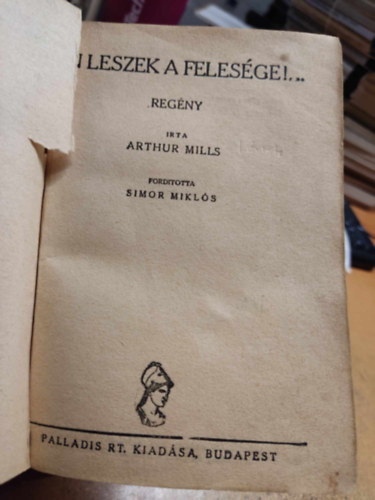 N LESZEK A FELESÉGE!...
REGÉNY
IRTA
ARTHUR MILLS
FORDITOTTA
SIMOR MIKLÓS
PALLADIS RT. KIADÁSA, BUDAPEST